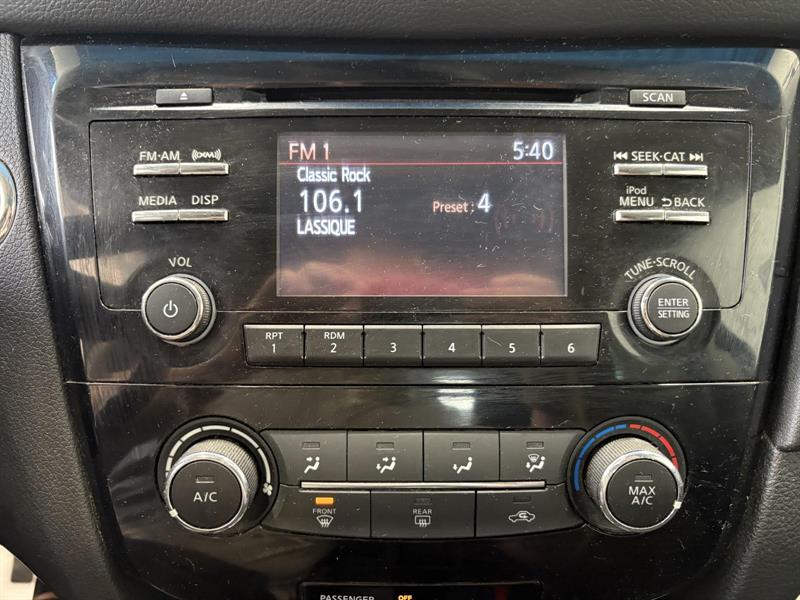 SCAN
FM·AM (((XM)))
MEDIA DISP
VOL
FM 1 5:40
Classic Rock
106.1 Preset : 4
LASSIQUE
SEEK·CAT
iPod
MENU BACK
TUNE·SCROLL
ENTER
SETTING
RPT RDM
1 2 3 4 5 6
A/C
FRONT REAR
MAX
A/C
PASSENGER OFF